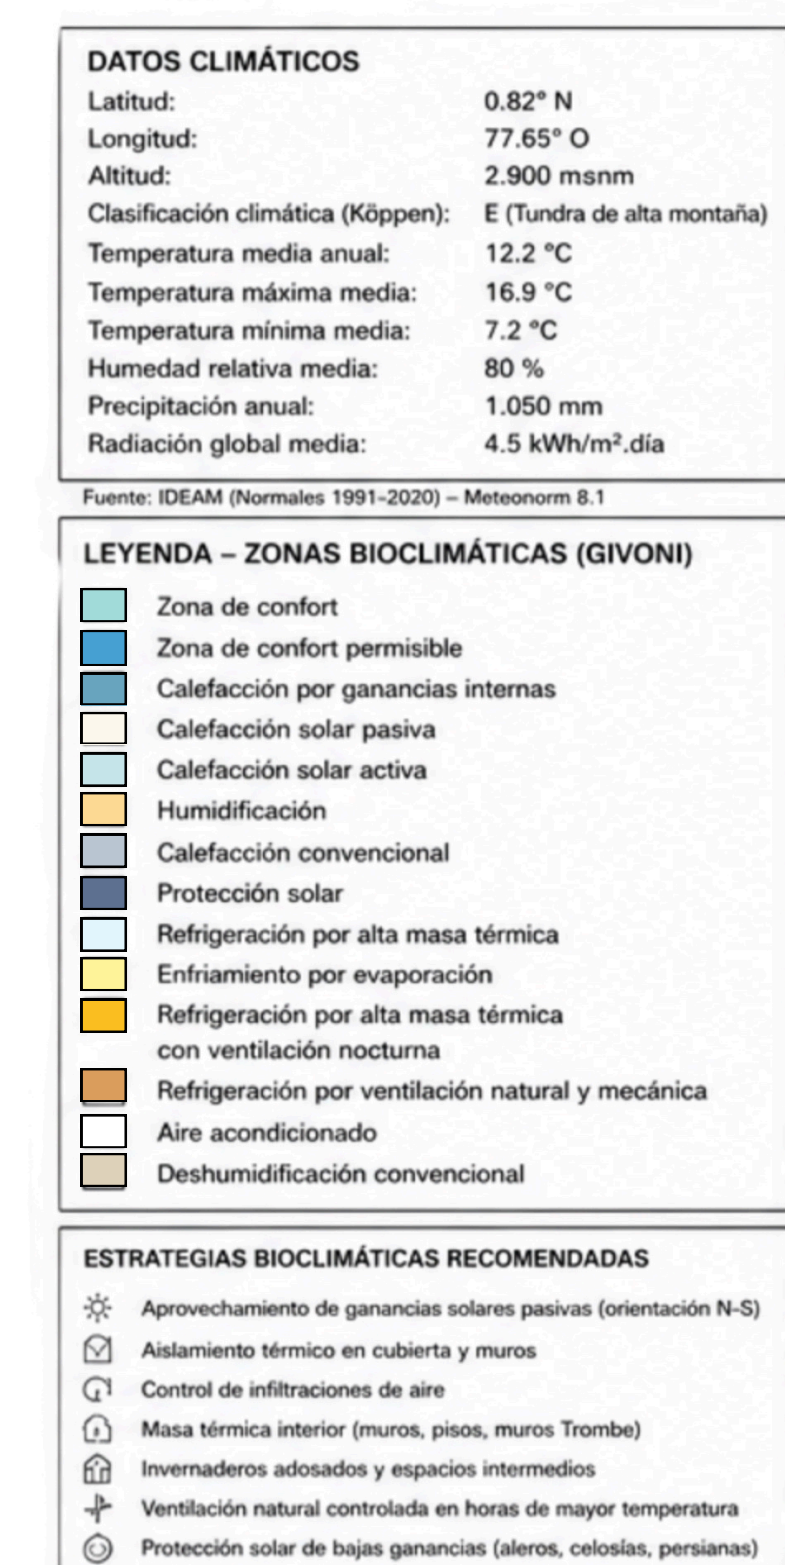 DATOS CLIMÁTICOS
Latitud: 0.82° N
Longitud: 77.65° O
Altitud: 2.900 msnm
Clasificación climática (Köppen): E (Tundra de alta montaña)
Temperatura media anual: 12.2 °C
Temperatura máxima media: 16.9 °C
Temperatura mínima media: 7.2 °C
Humedad relativa media: 80 %
Precipitación anual: 1.050 mm
Radiación global media: 4.5 kWh/m².día
Fuente: IDEAM (Normales 1991-2020) – Meteonorm 8.1
LEYENDA – ZONAS BIOCLIMÁTICAS (GIVONI)
Zona de confort
Zona de confort permisible
Calefacción por ganancias internas
Calefacción solar pasiva
Calefacción solar activa
Humidificación
Calefacción convencional
Protección solar
Refrigeración por alta masa térmica
Enfriamiento por evaporación
Refrigeración por alta masa térmica
con ventilación nocturna
Refrigeración por ventilación natural y mecánica
Aire acondicionado
Deshumidificación convencional
ESTRATEGIAS BIOCLIMÁTICAS RECOMENDADAS
Aprovechamiento de ganancias solares pasivas (orientación N-S)
Aislamiento térmico en cubierta y muros
Control de infiltraciones de aire
Masa térmica interior (muros, pisos, muros Trombe)
Invernaderos adosados y espacios intermedios
Ventilación natural controlada en horas de mayor temperatura
Protección solar de bajas ganancias (aleros, celosías, persianas)